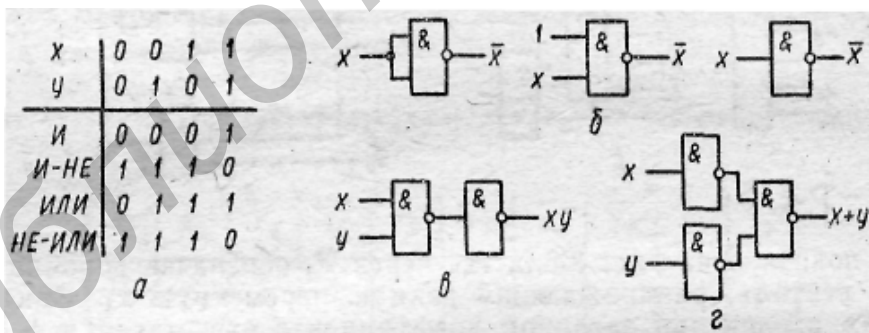 x 0 0 1 1
y 0 1 0 1
И 0 0 0 1
И-НЕ 1 1 1 0
ИЛИ 0 1 1 1
НЕ-ИЛИ 1 1 1 0
а
x & x̄
1 x & x̄
x & x̄
б
x y & & xy
в
x & y & & x+y
г